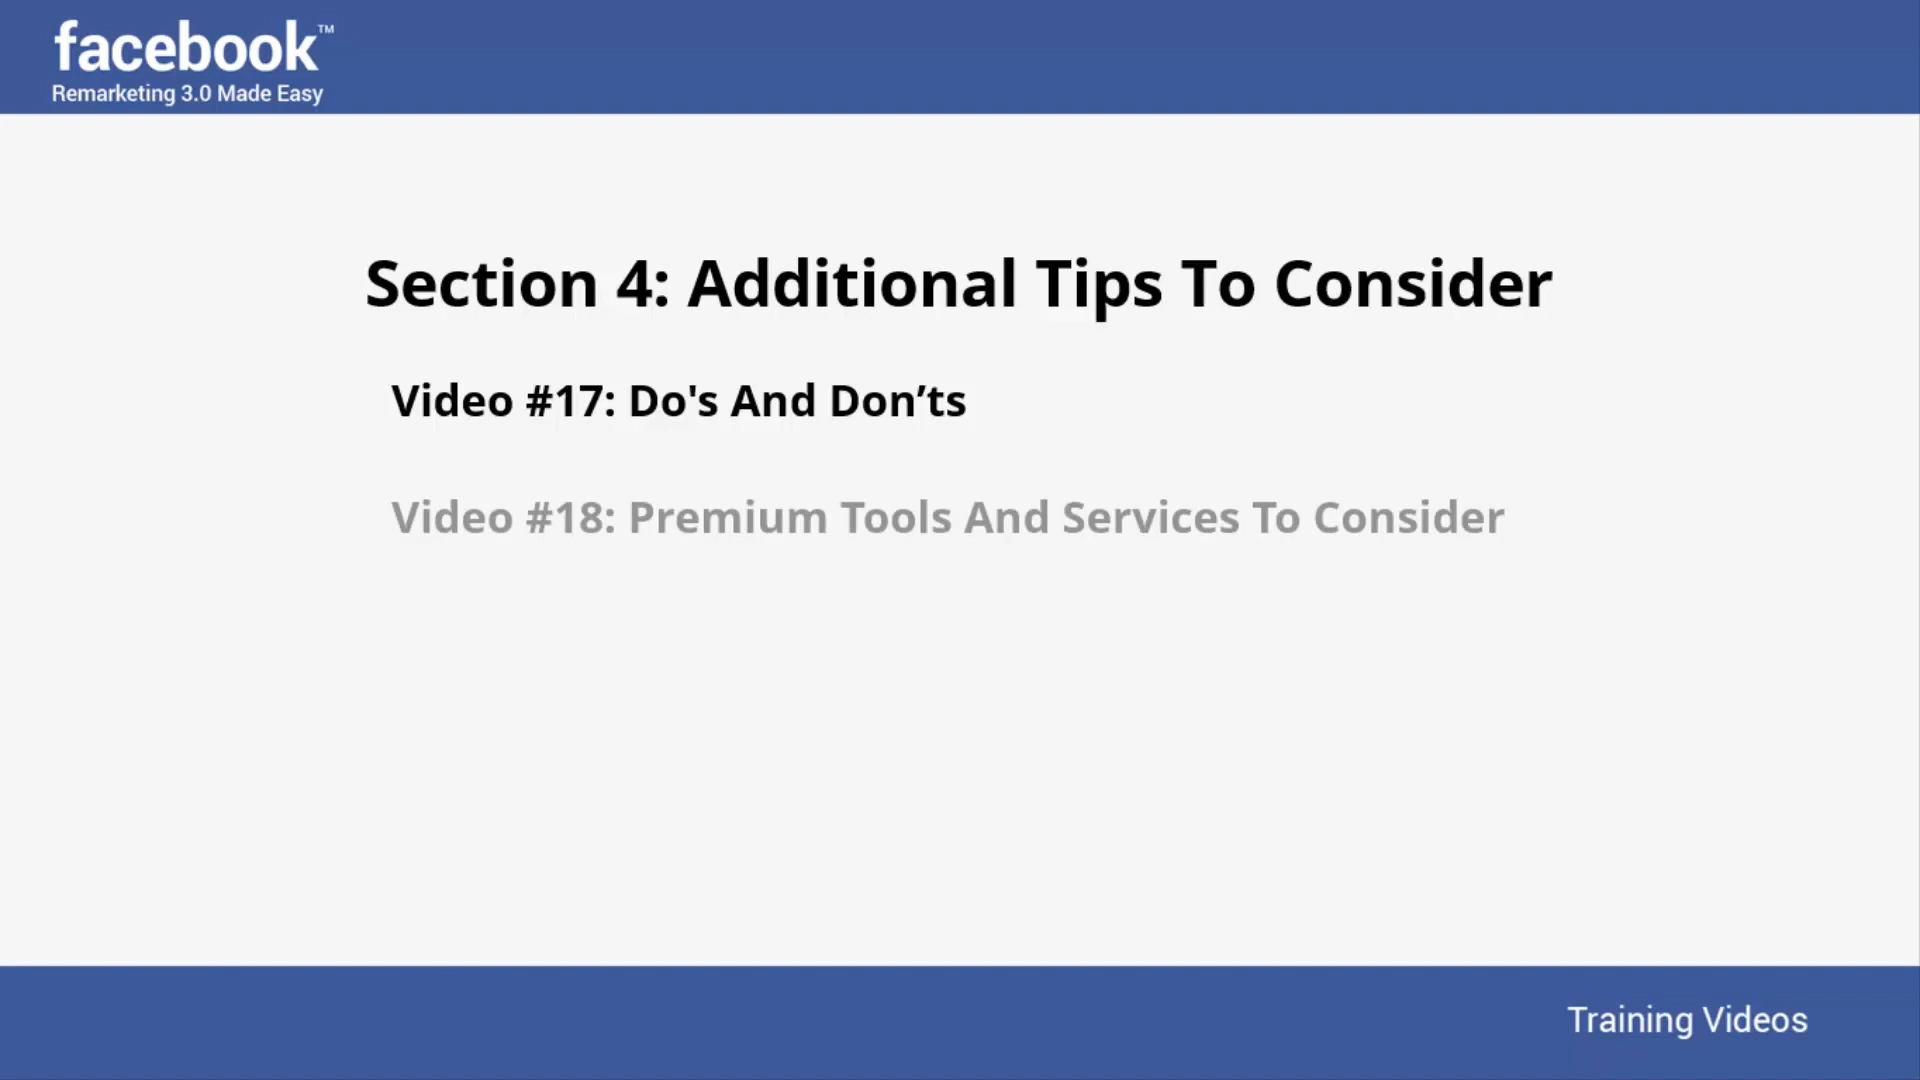 facebook™
Remarketing 3.0 Made Easy
Section 4: Additional Tips To Consider
Video #17: Do's And Don’ts
Video #18: Premium Tools And Services To Consider
Training Videos